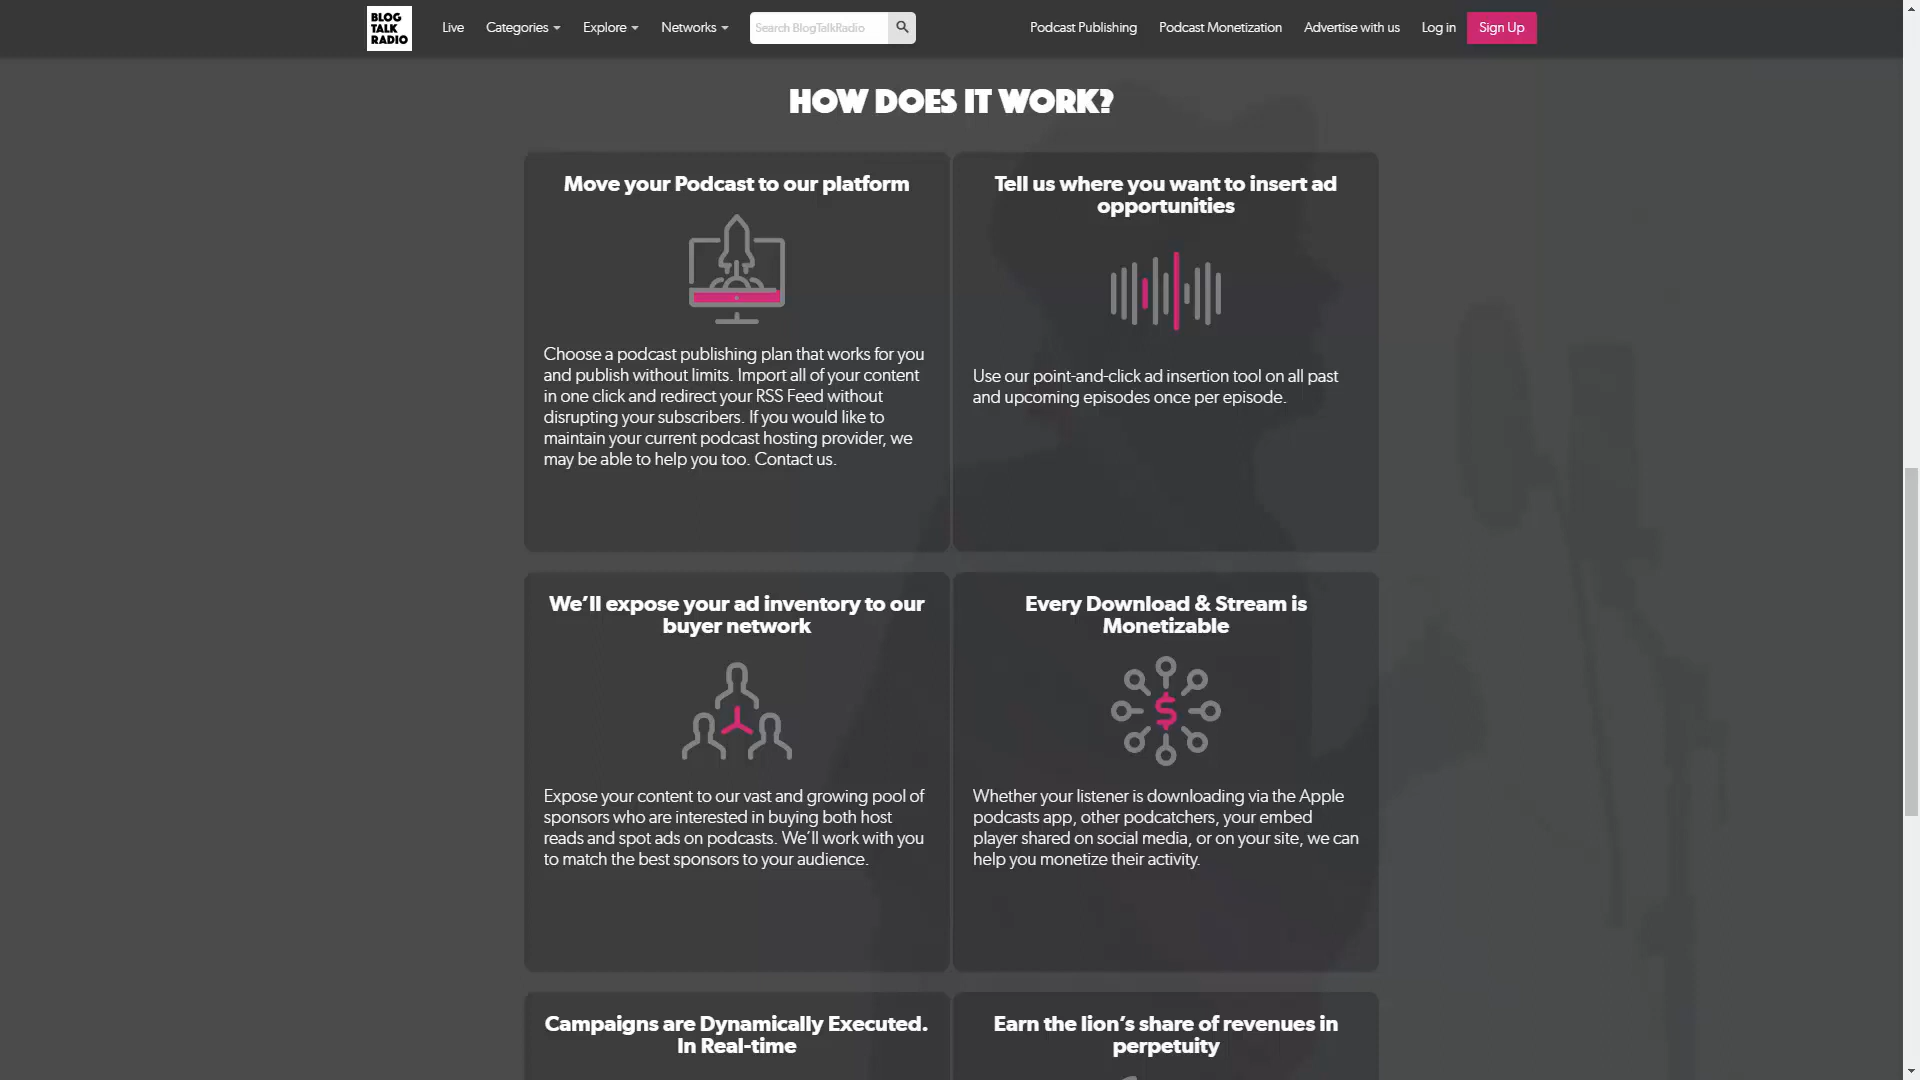 BLOG
TALK
RADIO
Live
Categories
Explore
Networks
Search BlogTalkRadio
Podcast Publishing
Podcast Monetization
Advertise with us
Log in
Sign Up
HOW DOES IT WORK?
Move your Podcast to our platform
Choose a podcast publishing plan that works for you
and publish without limits. Import all of your content
in one click and redirect your RSS Feed without
disrupting your subscribers. If you would like to
maintain your current podcast hosting provider, we
may be able to help you too. Contact us.
Tell us where you want to insert ad
opportunities
Use our point-and-click ad insertion tool on all past
and upcoming episodes once per episode.
We'll expose your ad inventory to our
buyer network
Expose your content to our vast and growing pool of
sponsors who are interested in buying both host
reads and spot ads on podcasts. We'll work with you
to match the best sponsors to your audience.
Every Download & Stream is
Monetizable
$
Whether your listener is downloading via the Apple
podcasts app, other podcatchers, your embed
player shared on social media, or on your site, we can
help you monetize their activity.
Campaigns are Dynamically Executed.
In Real-time
Earn the lion's share of revenues in
perpetuity